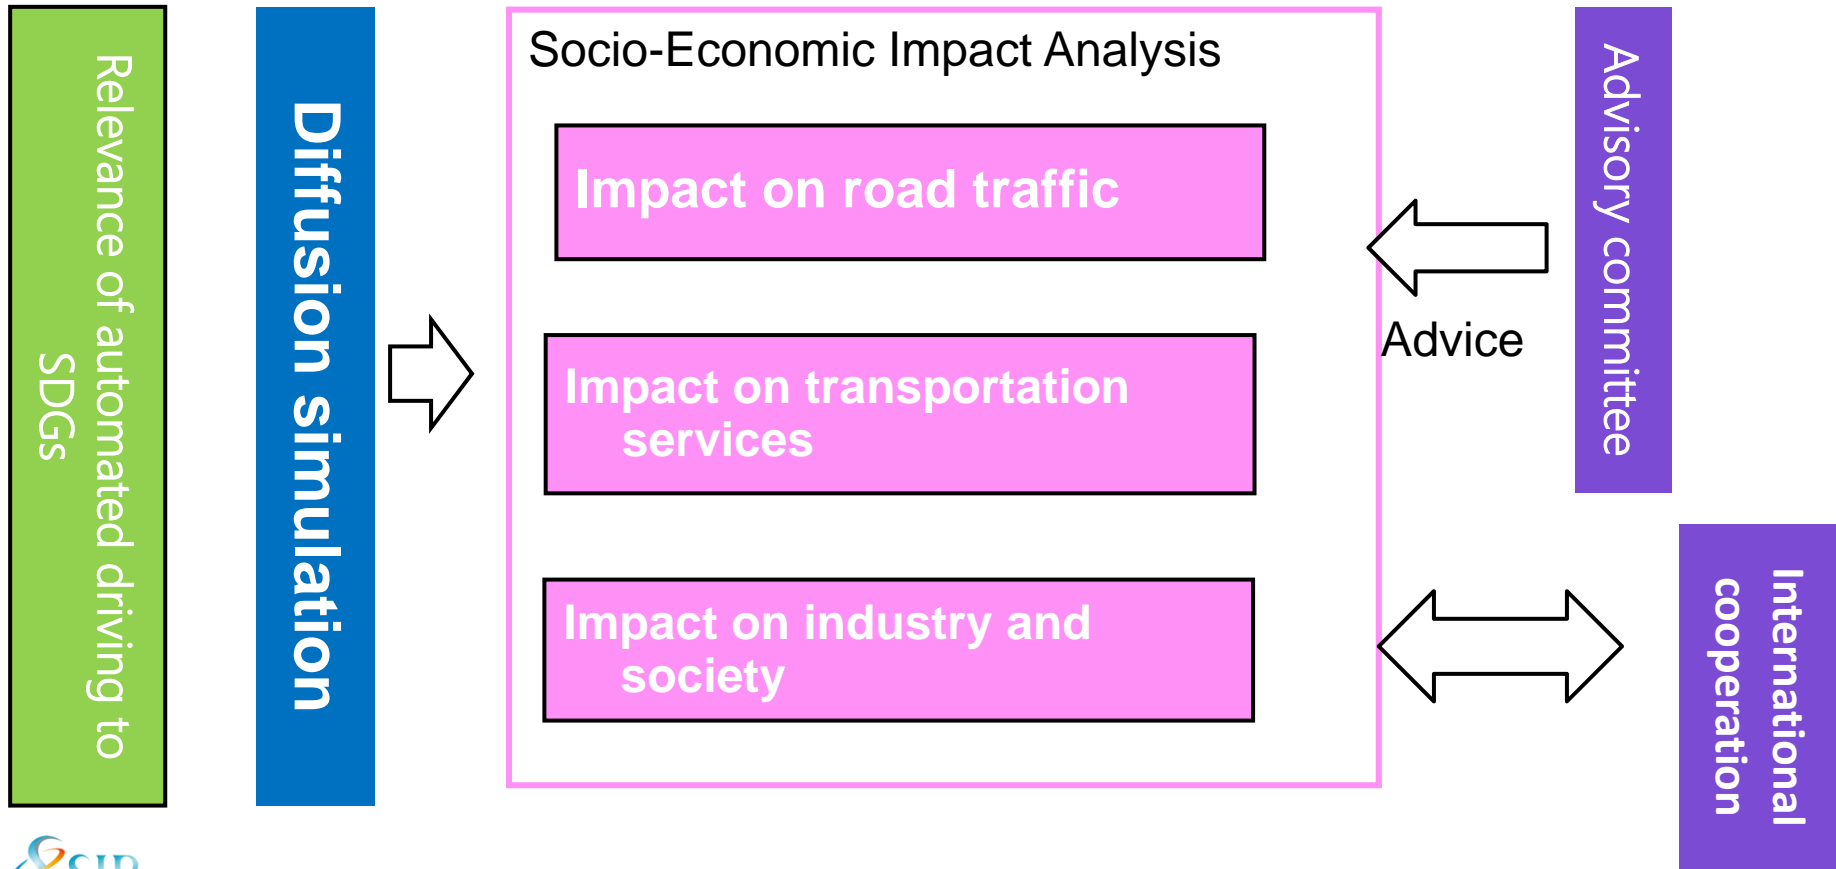 Relevance of automated driving to
SDGs
Diffusion simulation
Socio-Economic Impact Analysis
Impact on road traffic
Impact on transportation
services
Impact on industry and
society
Advice
Advisory committee
International
cooperation